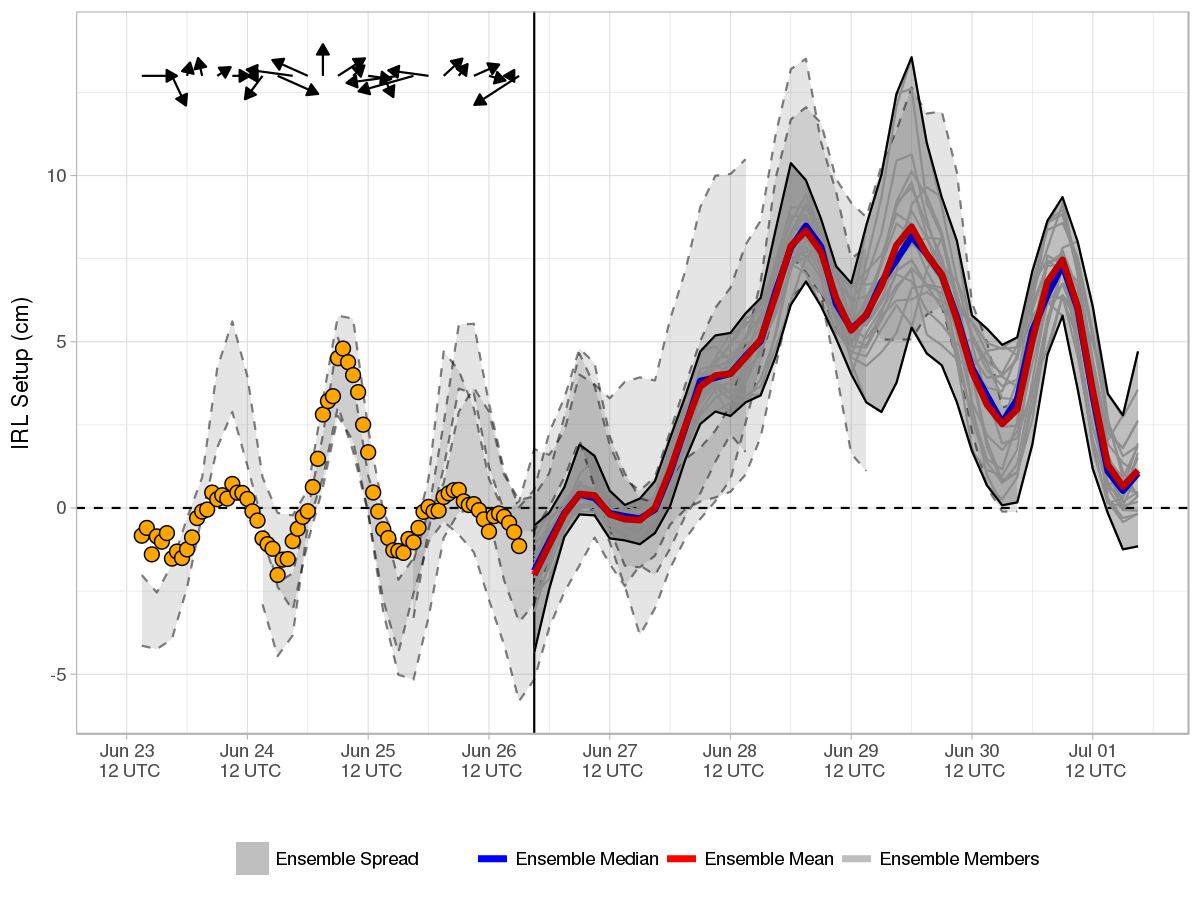 IRL Setup (cm)
10
5
0
-5
Jun 23 Jun 24 Jun 25 Jun 26 Jun 27 Jun 28 Jun 29 Jun 30 Jul 01
12 UTC 12 UTC 12 UTC 12 UTC 12 UTC 12 UTC 12 UTC 12 UTC 12 UTC
Ensemble Spread Ensemble Median Ensemble Mean Ensemble Members